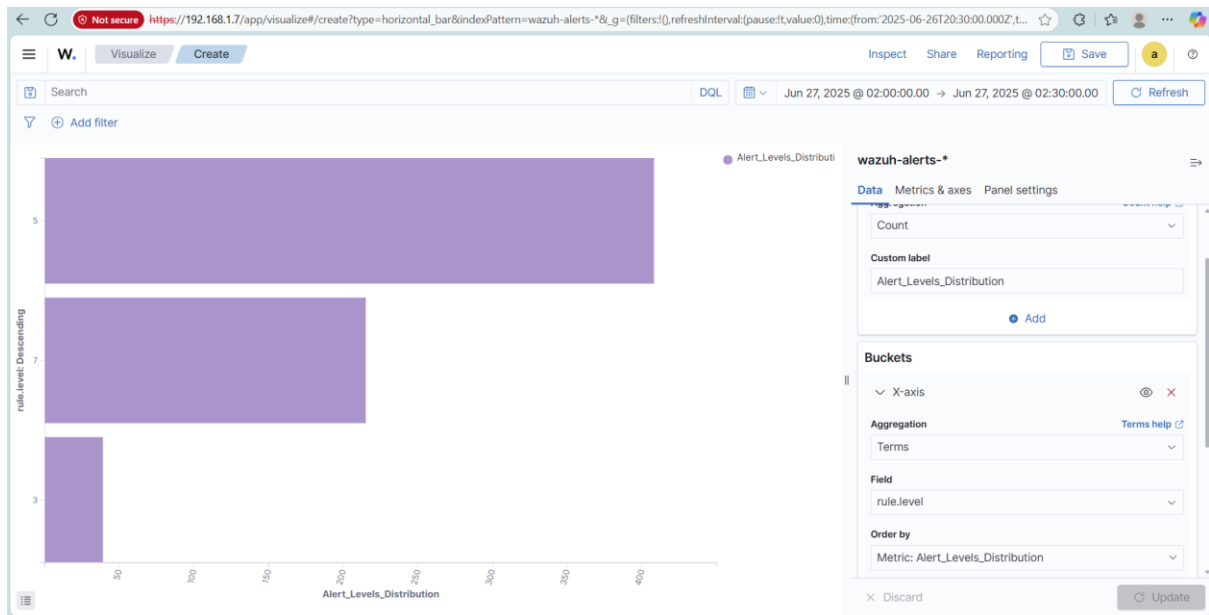 Not secure https://192.168.1.7/app/visualize#/create?type=horizontal_bar&indexPattern=wazuh-alerts-*&_g=(filters:!(),refreshInterval:(pause:!t,value:0),time:(from:'2025-06-26T20:30:00.000Z',t...
W. Visualize Create Inspect Share Reporting Save a
Search DQL Jun 27, 2025 @ 02:00:00.00 → Jun 27, 2025 @ 02:30:00.00 Refresh
Add filter
Alert_Levels_Distributi
5
7
3
rule.level: Descending
50 100 150 200 250 300 350 400
Alert_Levels_Distribution
wazuh-alerts-*
Data Metrics & axes Panel settings
Aggregation Count help
Count
Custom label
Alert_Levels_Distribution
Add
Buckets
X-axis
Aggregation Terms help
Terms
Field
rule.level
Order by
Metric: Alert_Levels_Distribution
Discard Update